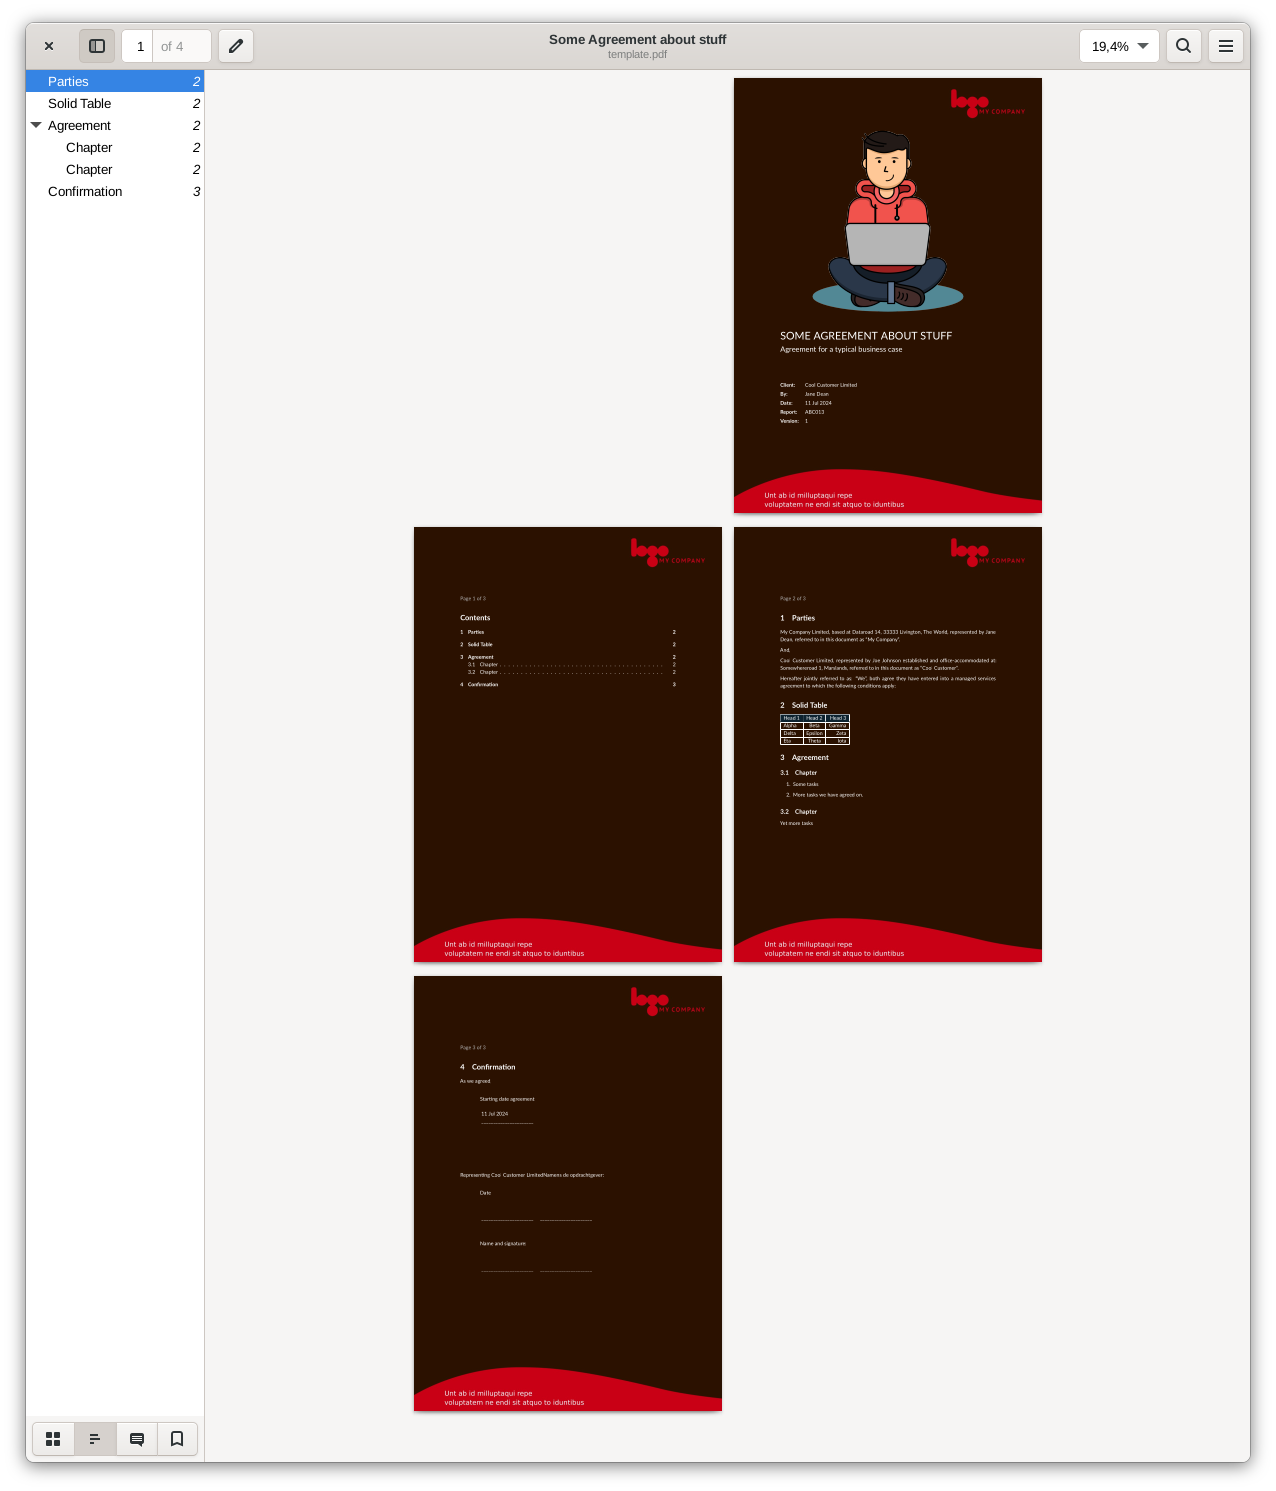 1
of 4
Some Agreement about stuff
template.pdf
19,4%
Parties 2
Solid Table 2
Agreement 2
Chapter 2
Chapter 2
Confirmation 3
logo
MY COMPANY
SOME AGREEMENT ABOUT STUFF
Agreement for a typical business case
Client: Cool Customer Limited
By: Jane Dean
Date: 11 Jul 2024
Report: ABC013
Version: 1
Unt ab id milluptaqui repe
voluptatem ne endi sit atquo to iduntibus
logo
MY COMPANY
Page 1 of 3
Contents
1 Parties 2
2 Solid Table 2
3 Agreement 2
3.1 Chapter . . . . . . . . . . . . . . . . . . . . . . . . . . . . . . . . . . . . . . . 2
3.2 Chapter . . . . . . . . . . . . . . . . . . . . . . . . . . . . . . . . . . . . . . . 2
4 Confirmation 3
Unt ab id milluptaqui repe
voluptatem ne endi sit atquo to iduntibus
logo
MY COMPANY
Page 2 of 3
1 Parties
My Company Limited, based at Dataroad 14, 33333 Livington, The World, represented by Jane
Dean, referred to in this document as "My Company".
And,
Cool Customer Limited, represented by Joe Johnson established and office-accommodated at:
Somewhereroad 1, Marslands, referred to in this document as "Cool Customer".
Hereafter jointly referred to as "We", both agree they have entered into a managed services
agreement to which the following conditions apply:
2 Solid Table
Head 1 Head 2 Head 3
Alpha Beta Gamma
Delta Epsilon Zeta
Eta Theta Iota
3 Agreement
3.1 Chapter
1. Some tasks
2. More tasks we have agreed on.
3.2 Chapter
Yet more tasks
Unt ab id milluptaqui repe
voluptatem ne endi sit atquo to iduntibus
logo
MY COMPANY
Page 3 of 3
4 Confirmation
As we agreed
Starting date agreement
11 Jul 2024
Representing Cool Customer LimitedNamens de opdrachtgever:
Date
Name and signature
Unt ab id milluptaqui repe
voluptatem ne endi sit atquo to iduntibus